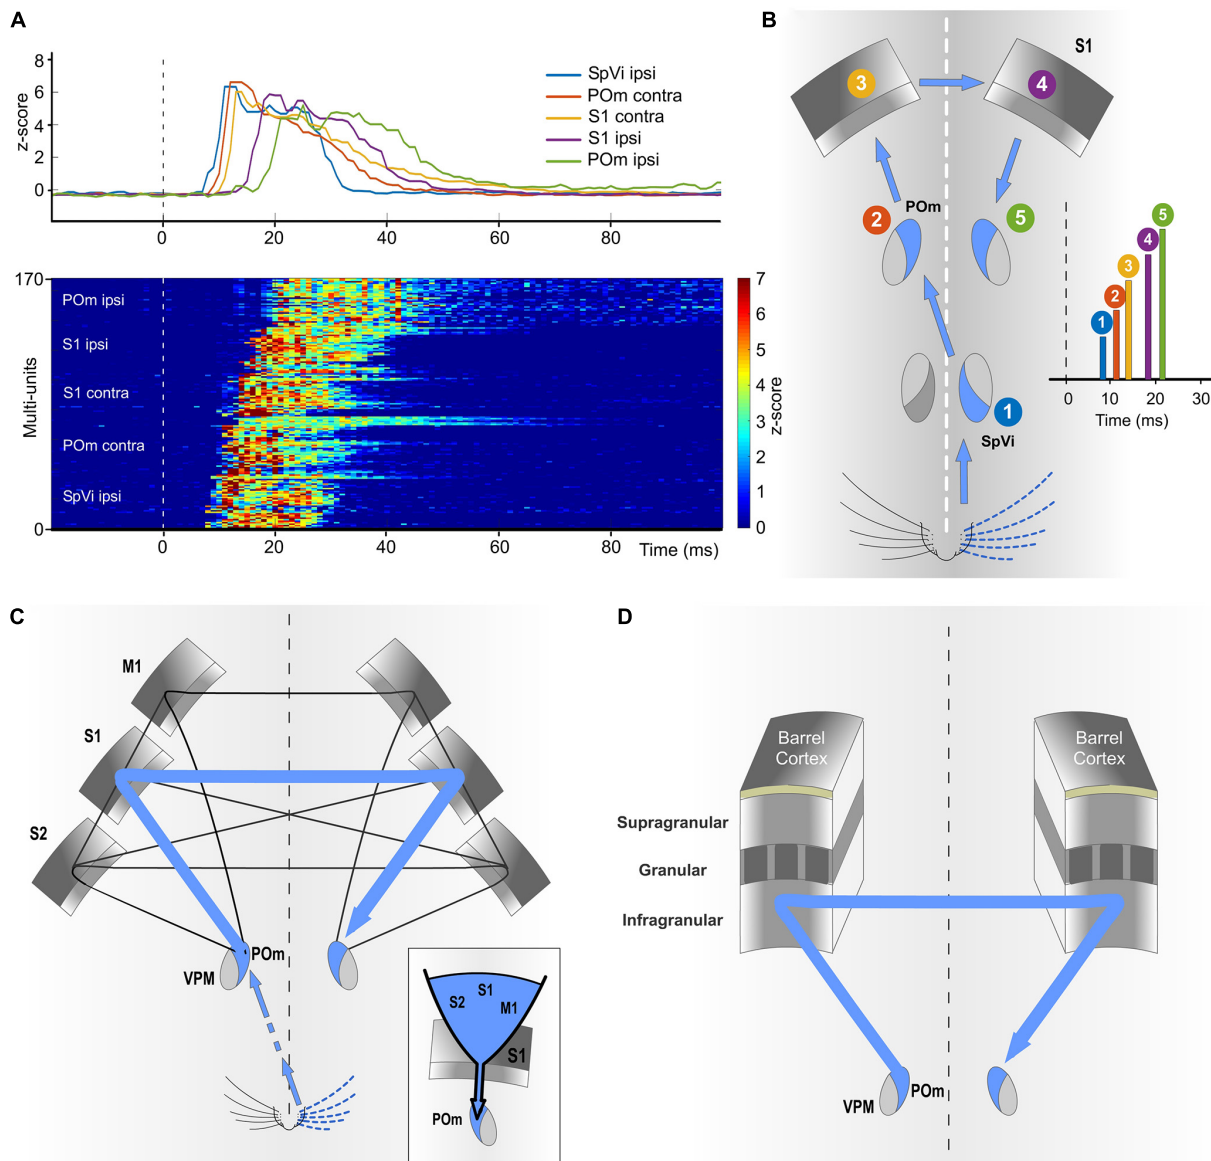 A
8
6
4
2
0
z-score
SpVi ipsi
POm contra
S1 contra
S1 ipsi
POm ipsi
0
20
40
60
80
170
0
Multi-units
POm ipsi
S1 ipsi
S1 contra
POm contra
SpVi ipsi
0
20
40
60
80
Time (ms)
7
6
5
4
3
2
1
0
z-score
B
S1
3
4
2
POm
5
1
SpVi
1
2
3
4
5
0
10
20
30
Time (ms)
C
M1
S1
S2
POm
VPM
S2
S1
M1
S1
POm
D
Barrel
Cortex
Barrel
Cortex
Supragranular
Granular
Infragranular
POm
VPM